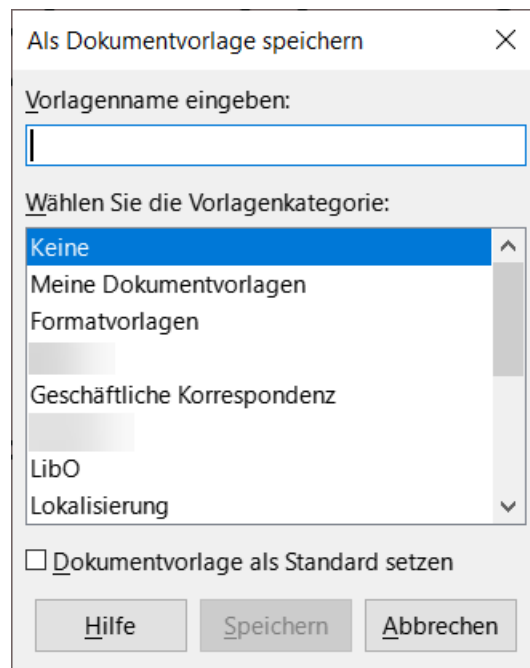 Als Dokumentvorlage speichern
Vorlagenname eingeben:
Wählen Sie die Vorlagenkategorie:
Keine
Meine Dokumentvorlagen
Formatvorlagen
Geschäftliche Korrespondenz
LibO
Lokalisierung
Dokumentvorlage als Standard setzen
Hilfe Speichern Abbrechen